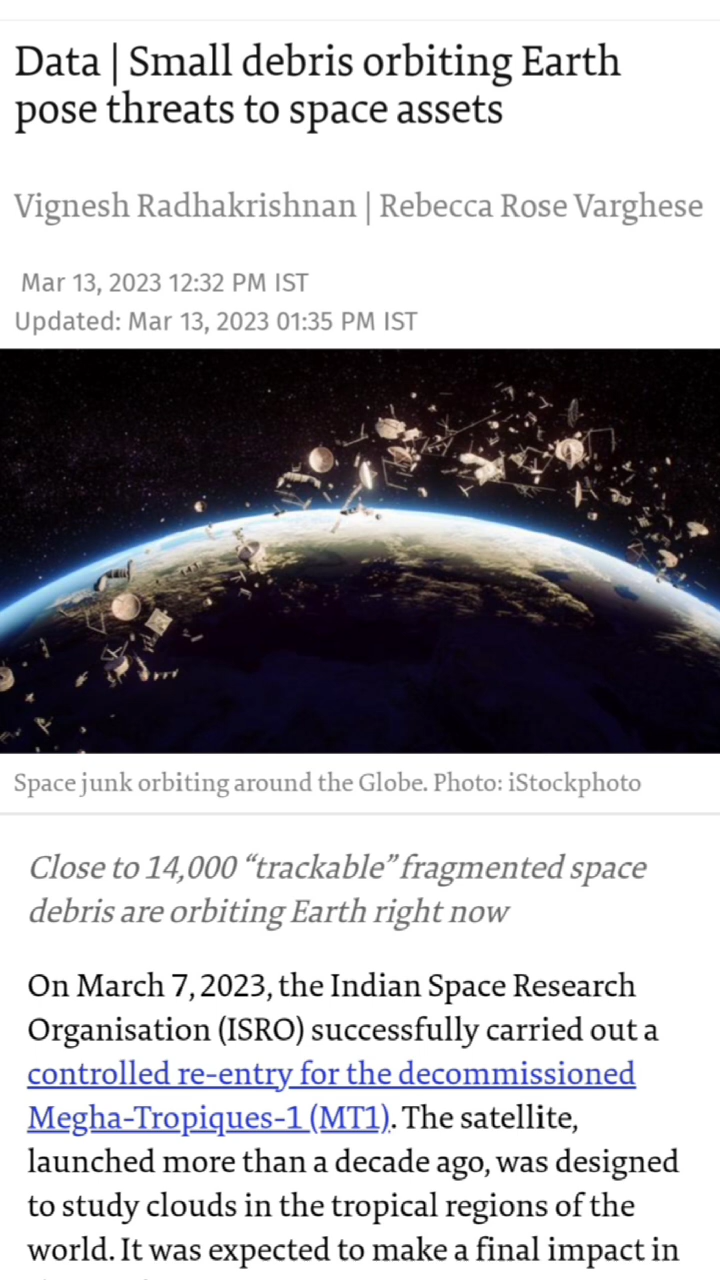 Data | Small debris orbiting Earth
pose threats to space assets
Vignesh Radhakrishnan | Rebecca Rose Varghese
Mar 13, 2023 12:32 PM IST
Updated: Mar 13, 2023 01:35 PM IST
Space junk orbiting around the Globe. Photo: iStockphoto
Close to 14,000 “trackable” fragmented space
debris are orbiting Earth right now
On March 7, 2023, the Indian Space Research
Organisation (ISRO) successfully carried out a
controlled re-entry for the decommissioned
Megha-Tropiques-1 (MT1). The satellite,
launched more than a decade ago, was designed
to study clouds in the tropical regions of the
world. It was expected to make a final impact in